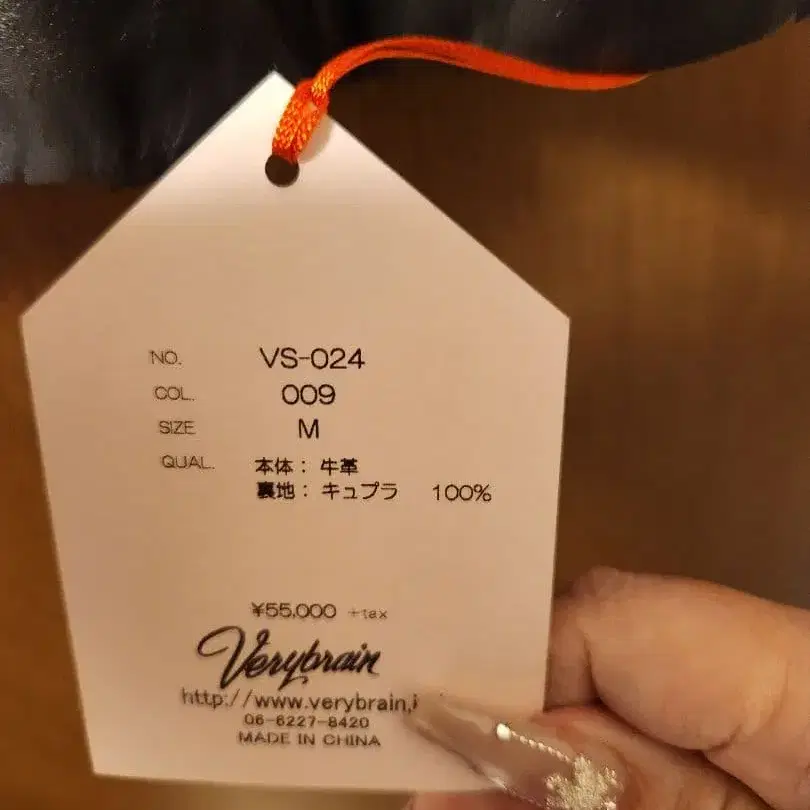 NO. VS-024
COL. 009
SIZE M
QUAL. 本体： 牛革
裏地： キュプラ 100%
¥55,000 +tax
Verybrain
http://www.verybrain.
06-6227-8420
MADE IN CHINA